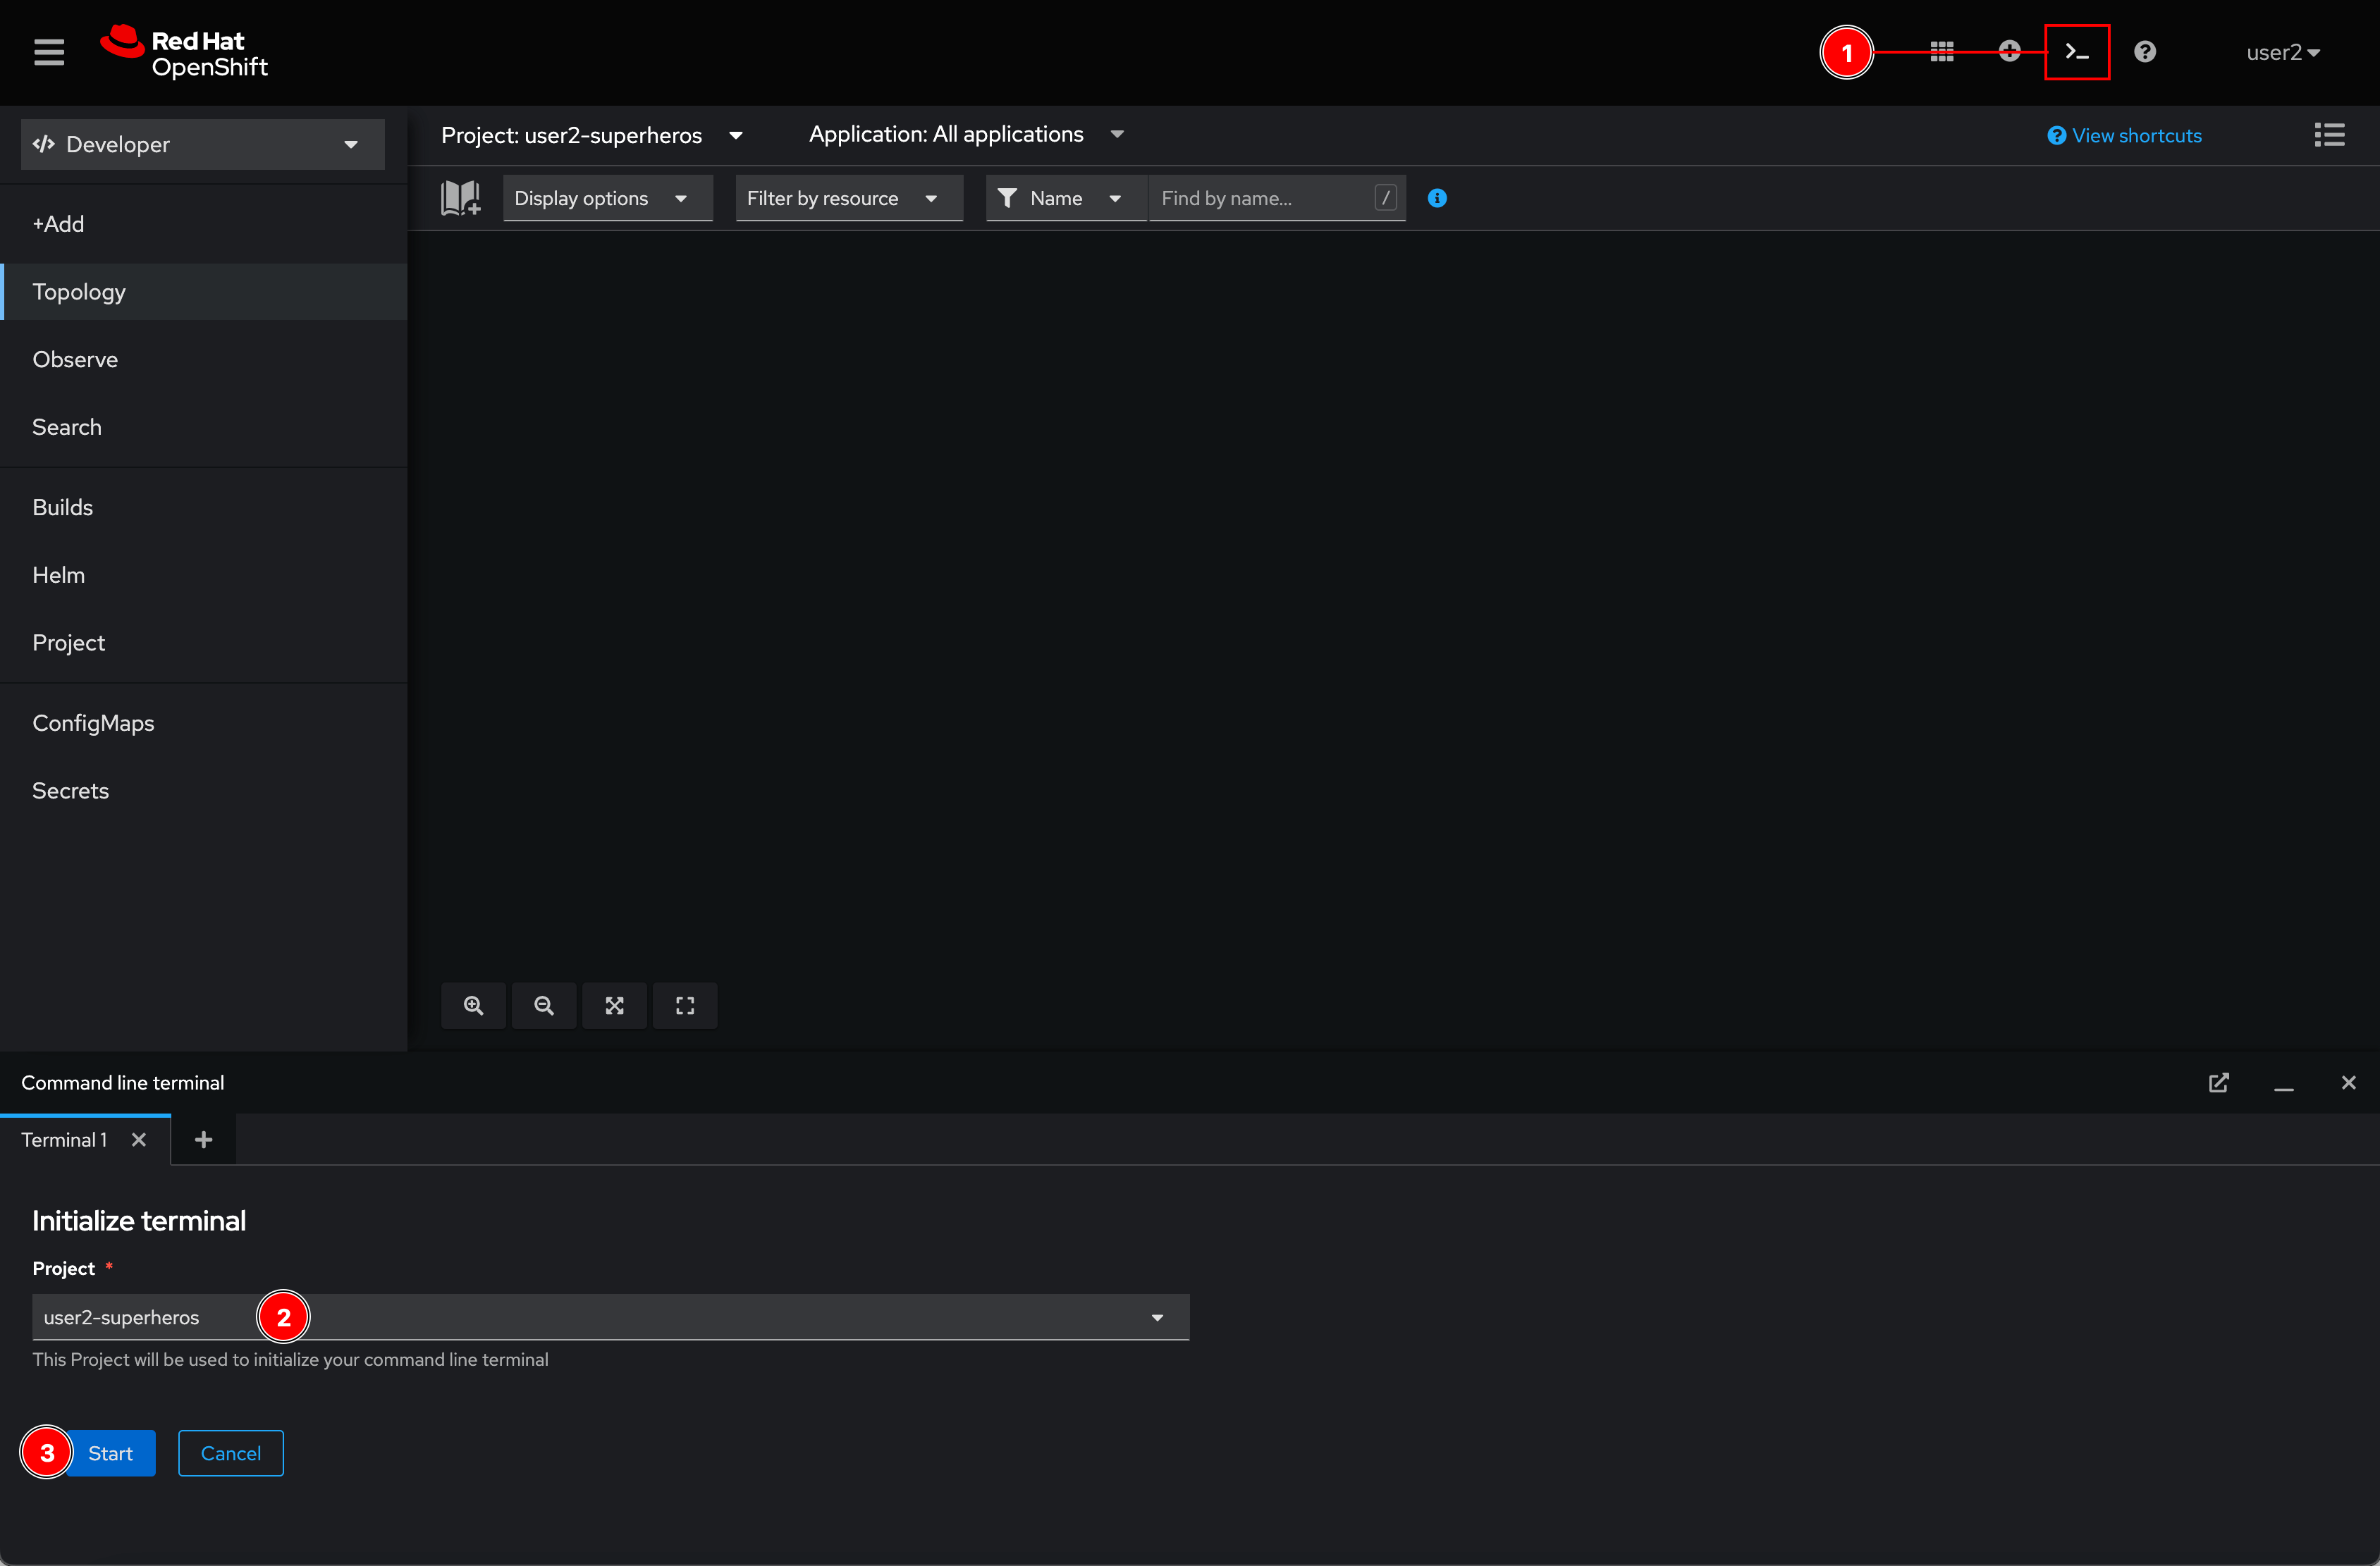 Red Hat
OpenShift
1
user2
Developer
Project: user2-superheros
Application: All applications
View shortcuts
Display options
Filter by resource
Name
Find by name...
/
+Add
Topology
Observe
Search
Builds
Helm
Project
ConfigMaps
Secrets
Command line terminal
Terminal 1
Initialize terminal
Project *
user2-superheros
2
This Project will be used to initialize your command line terminal
3
Start
Cancel